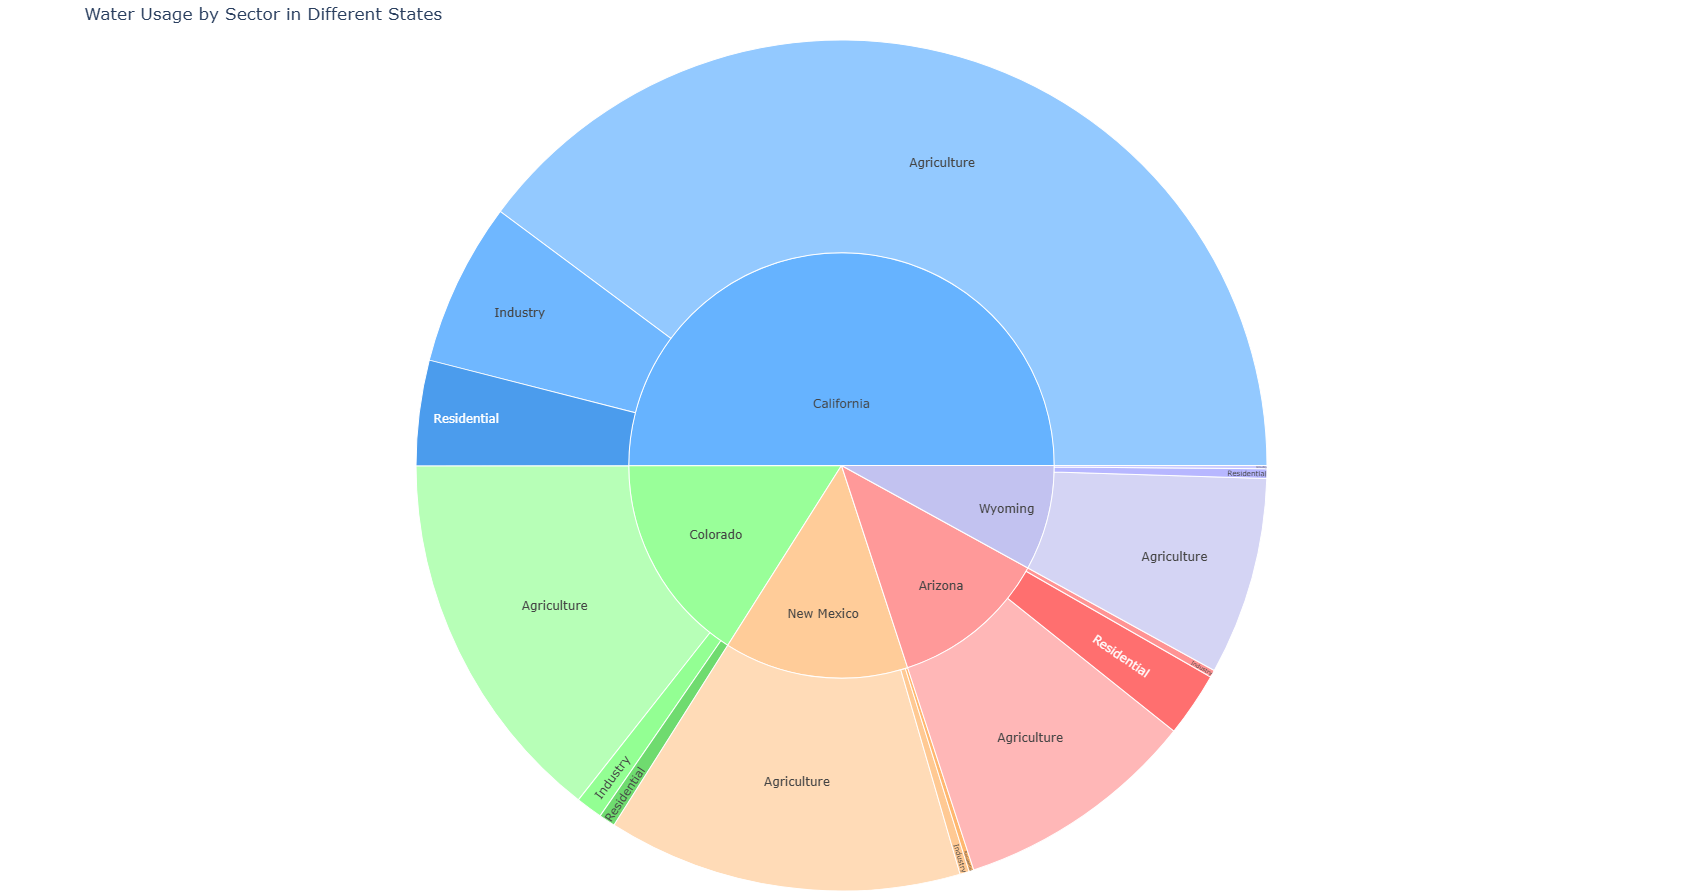 Water Usage by Sector in Different States
Agriculture
Industry
California
Residential
Residential
Wyoming
Colorado
Agriculture
Arizona
Agriculture
New Mexico
Residential
Industry
Agriculture
Industry
Agriculture
Residential
Industry